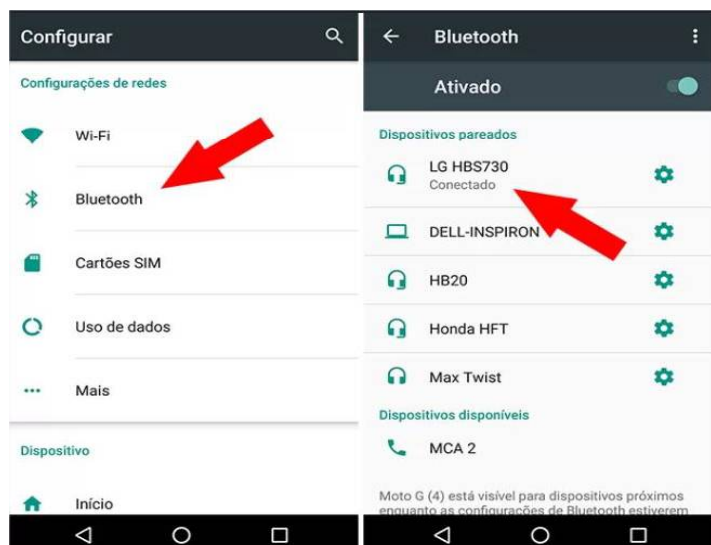 Configurar
Configurações de redes
Wi-Fi
Bluetooth
Cartões SIM
Uso de dados
Mais
Dispositivo
Início
Bluetooth
Ativado
Dispositivos pareados
LG HBS730
Conectado
DELL-INSPIRON
HB20
Honda HFT
Max Twist
Dispositivos disponíveis
MCA 2
Moto G (4) está visível para dispositivos próximos
enquanto as configurações de Bluetooth estiverem